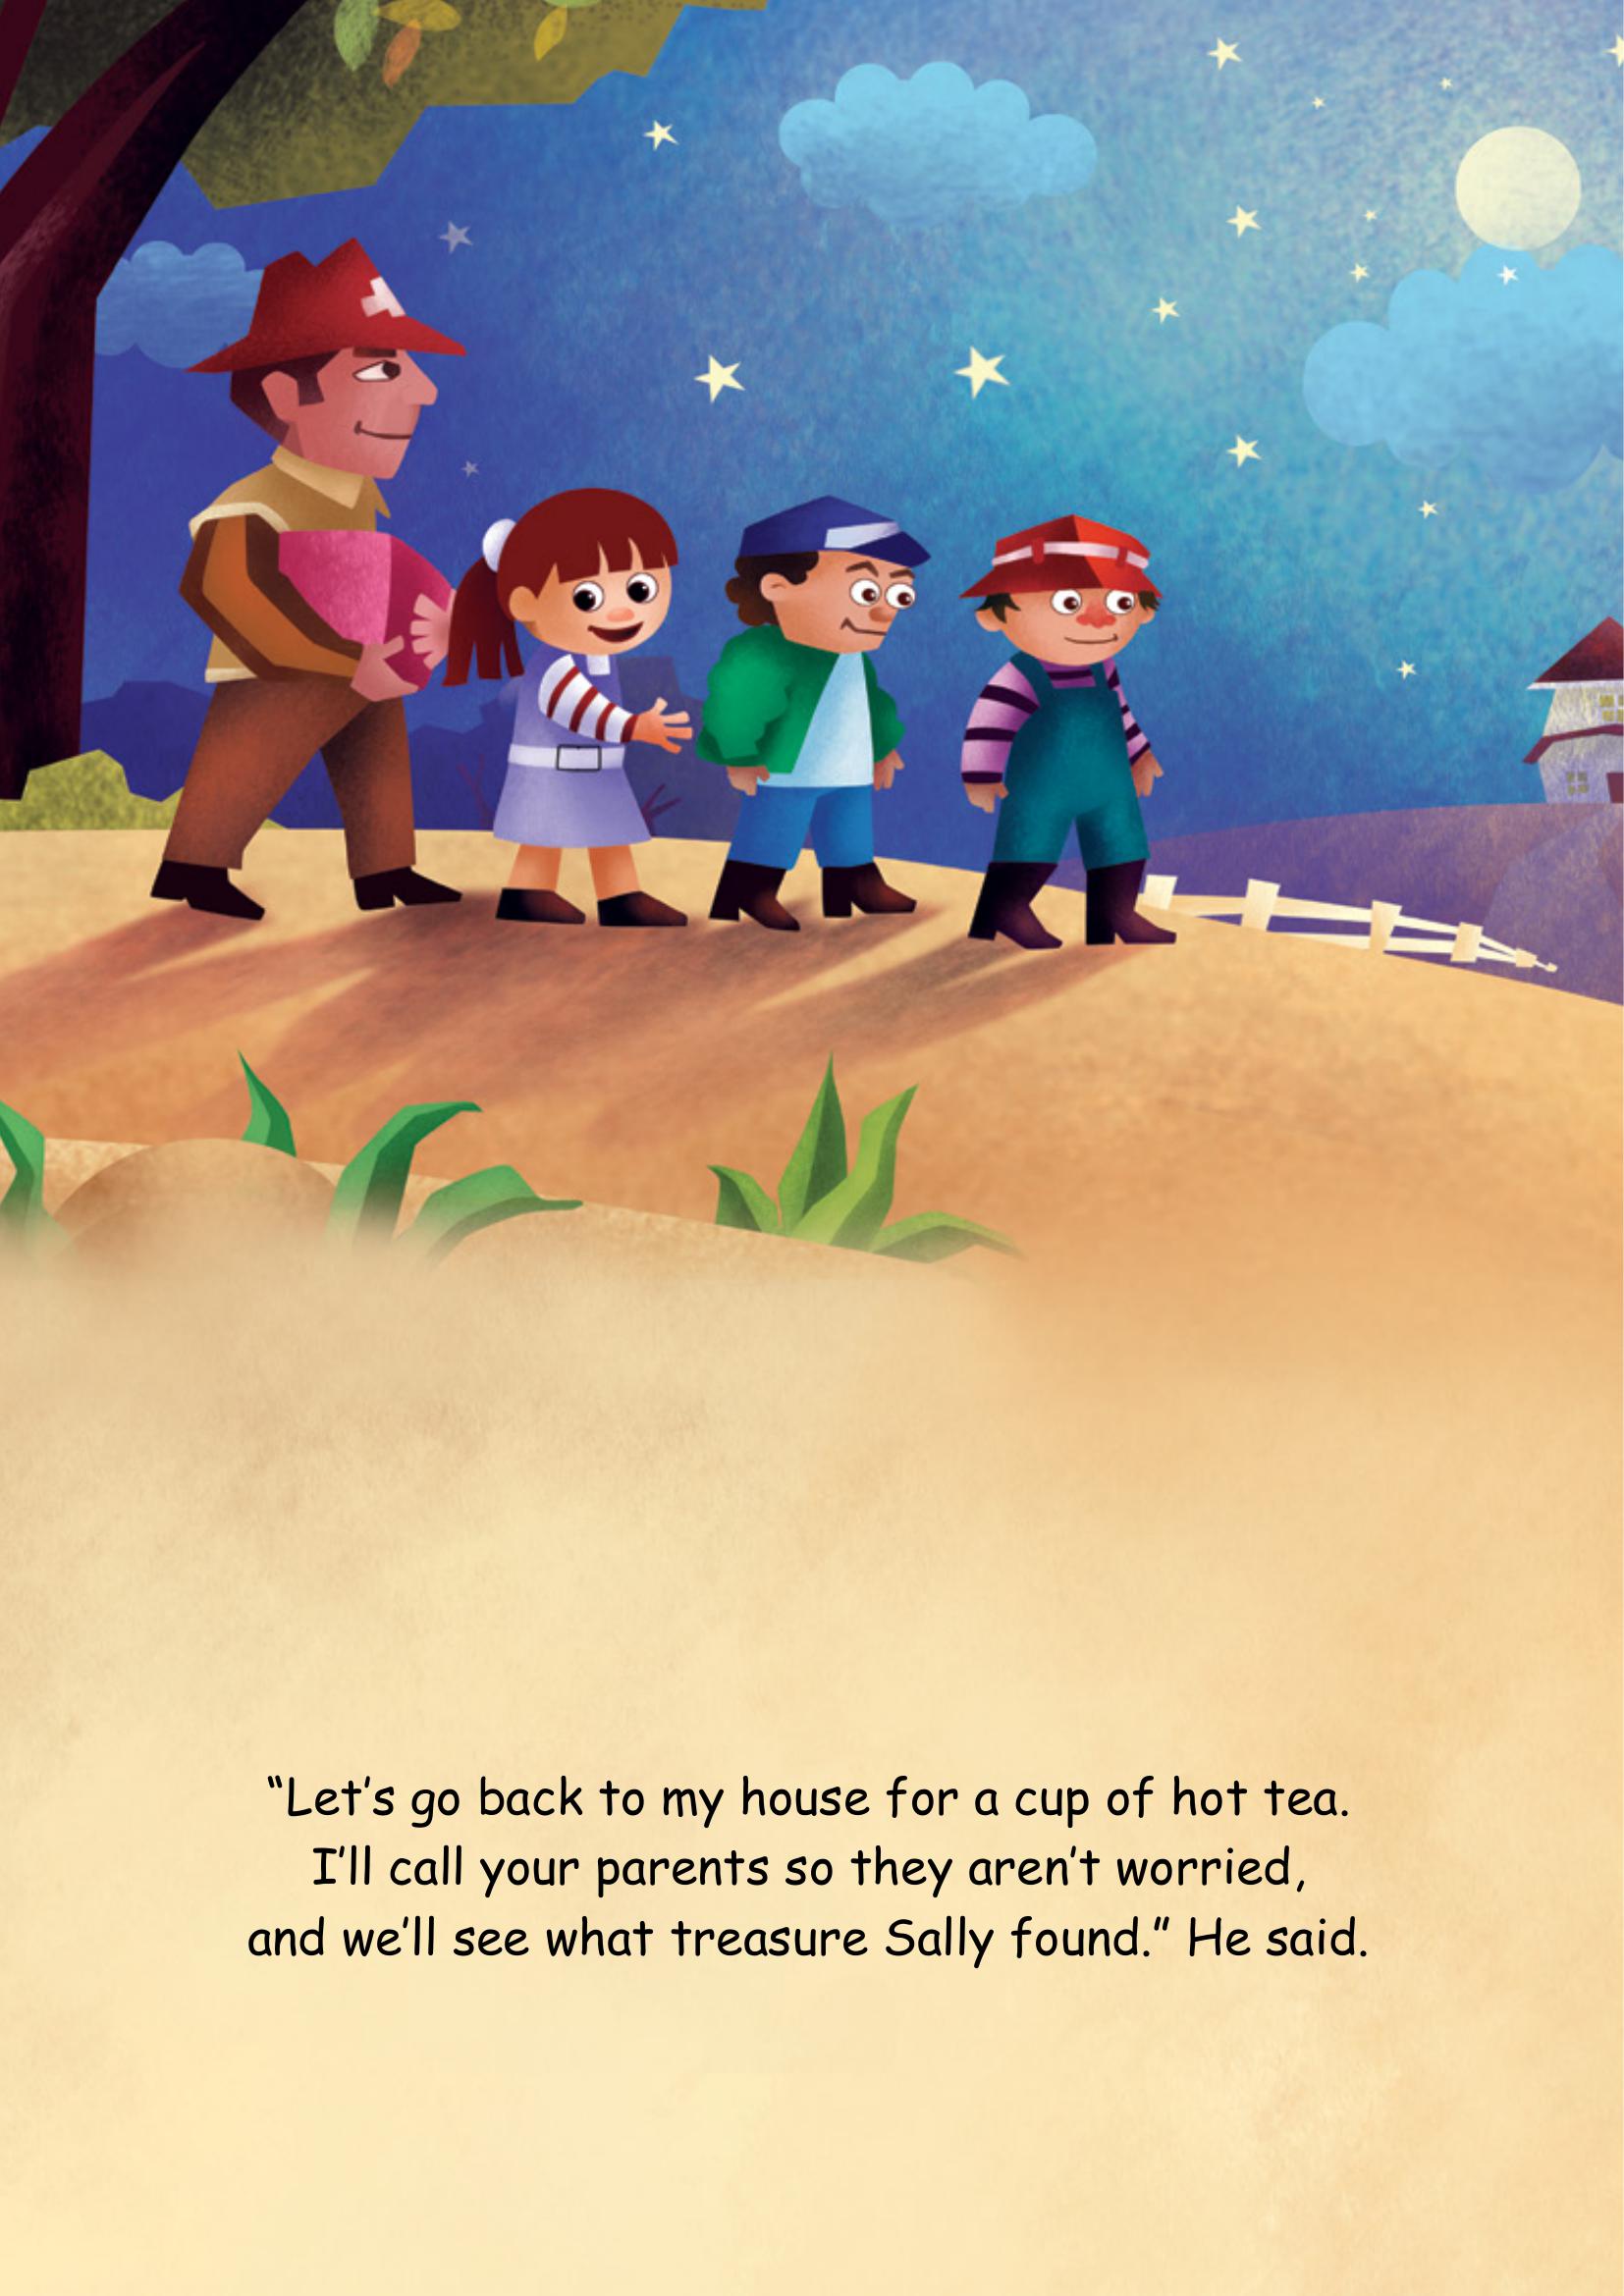 “Let’s go back to my house for a cup of hot tea.
I’ll call your parents so they aren’t worried,
and we’ll see what treasure Sally found.” He said.